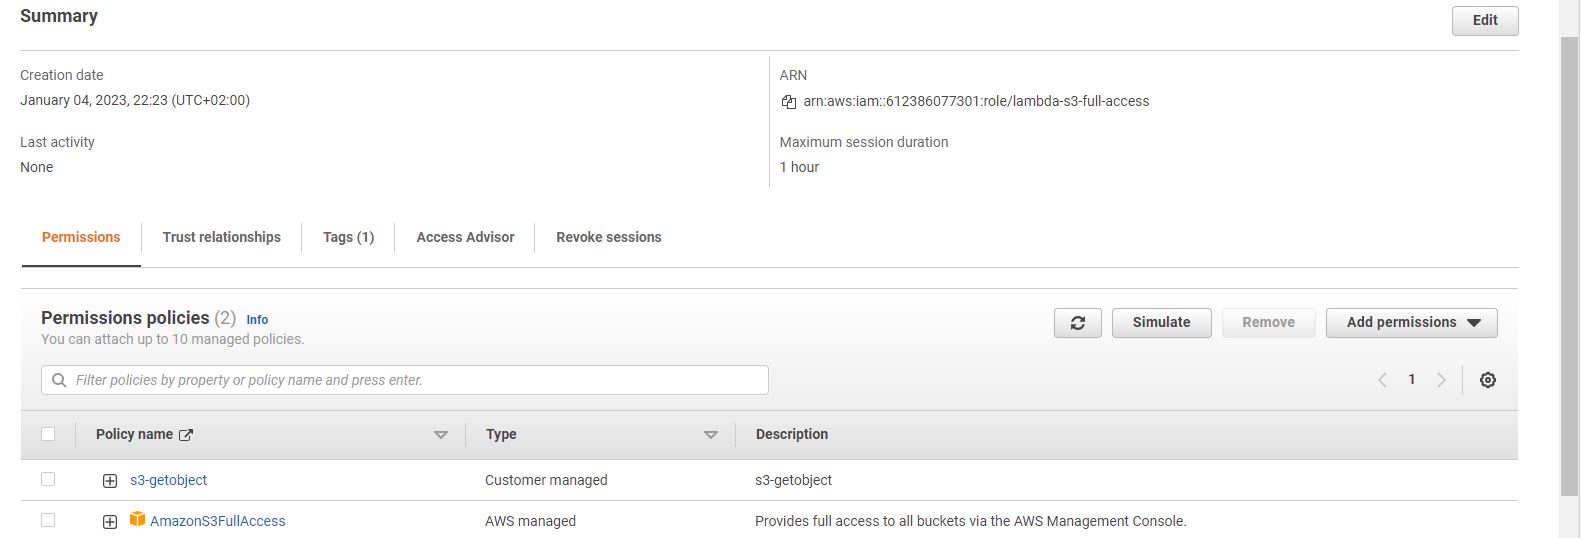 Summary
Edit
Creation date
January 04, 2023, 22:23 (UTC+02:00)
ARN
arn:aws:iam::612386077301:role/lambda-s3-full-access
Last activity
None
Maximum session duration
1 hour
Permissions Trust relationships Tags (1) Access Advisor Revoke sessions
Permissions policies (2) Info
You can attach up to 10 managed policies.
Simulate Remove Add permissions
Filter policies by property or policy name and press enter.
1
Policy name Type Description
s3-getobject Customer managed s3-getobject
AmazonS3FullAccess AWS managed Provides full access to all buckets via the AWS Management Console.